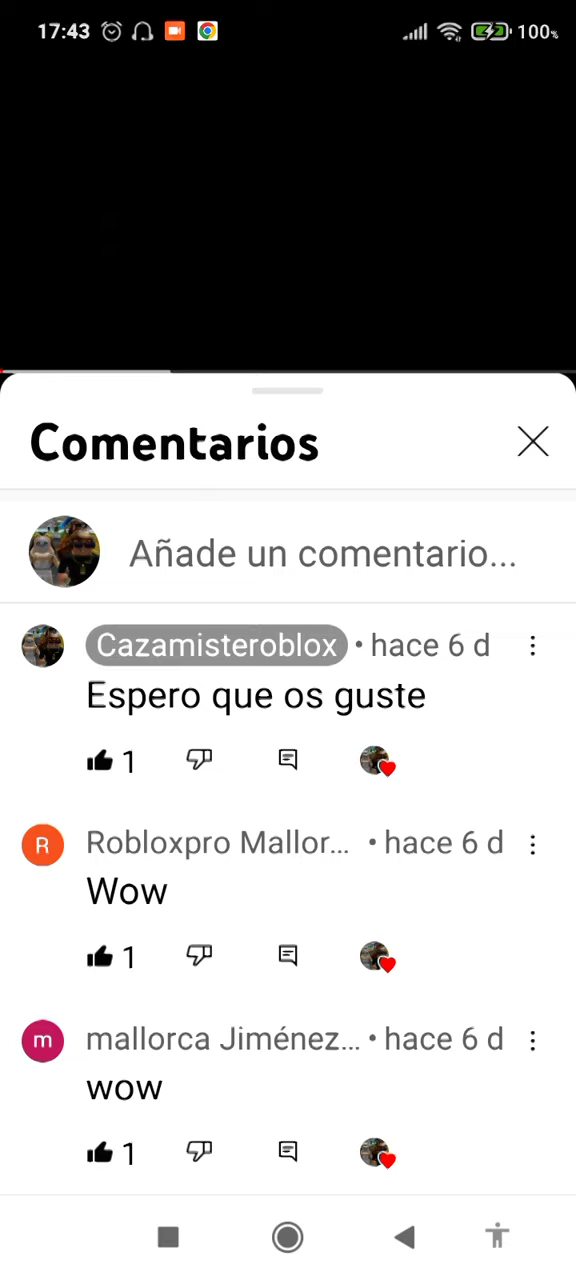 17:43 100%
Comentarios
Añade un comentario...
Cazamisteroblox • hace 6 d
Espero que os guste
1
R Robloxpro Mallor... • hace 6 d
Wow
1
m mallorca Jiménez... • hace 6 d
wow
1